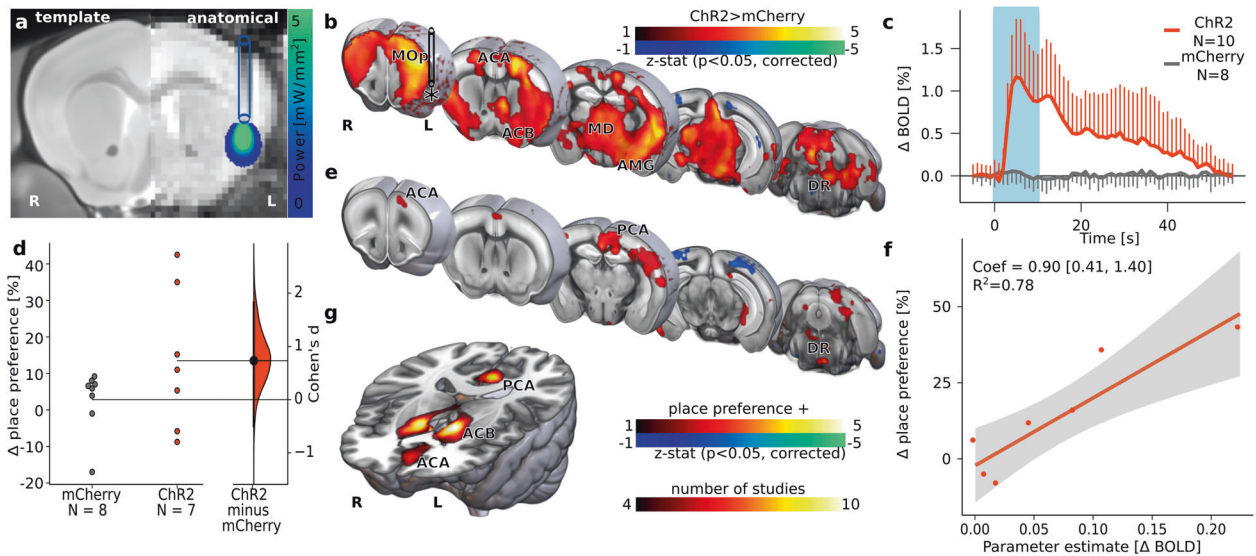 a
template
anatomical
5
Power [mW/mm²]
0
R
L
b
ChR2>mCherry
1
5
-1
-5
z-stat (p<0.05, corrected)
MOp
ACA
*
R
L
ACB
MD
AMG
DR
c
ChR2
N=10
mCherry
N=8
Δ BOLD [%]
1.5
1.0
0.5
0.0
0
20
40
Time [s]
d
Δ place preference [%]
40
30
20
10
0
-10
-20
mCherry
N = 8
ChR2
N = 7
ChR2
minus
mCherry
2
1
0
−1
Cohen's d
e
ACA
PCA
DR
f
Coef = 0.90 [0.41, 1.40]
R²=0.78
Δ place preference [%]
50
25
0
0.00
0.05
0.10
0.15
0.20
Parameter estimate [Δ BOLD]
g
PCA
ACB
ACA
R
L
place preference +
1
5
-1
-5
z-stat (p<0.05, corrected)
number of studies
4
10